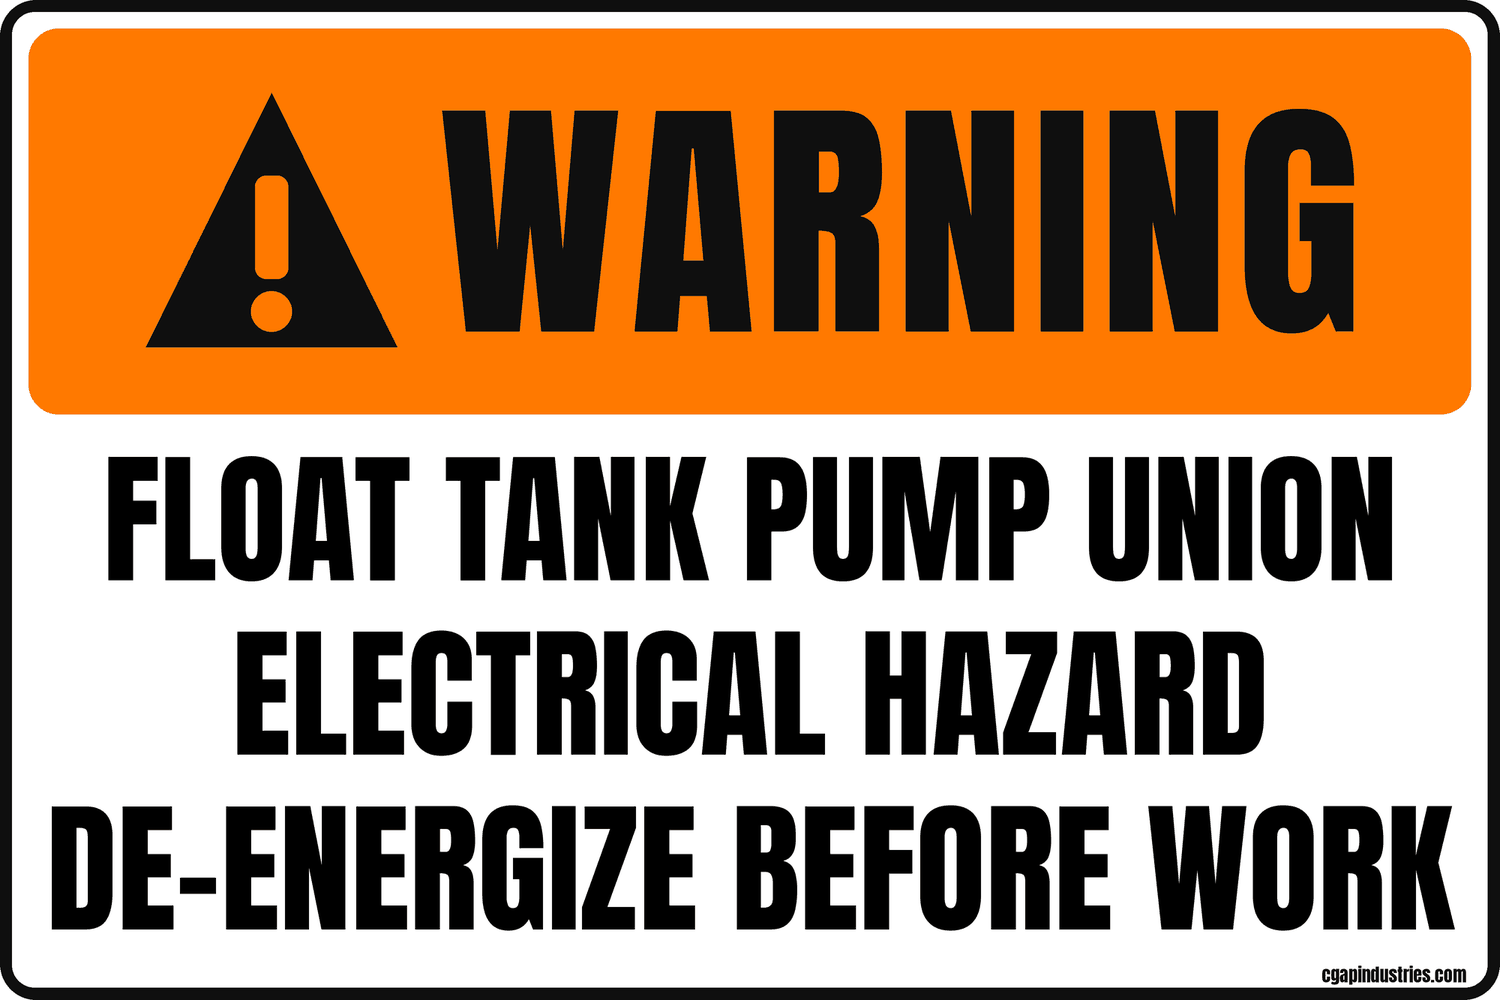 WARNING
FLOAT TANK PUMP UNION
ELECTRICAL HAZARD
DE-ENERGIZE BEFORE WORK
cgapindustries.com